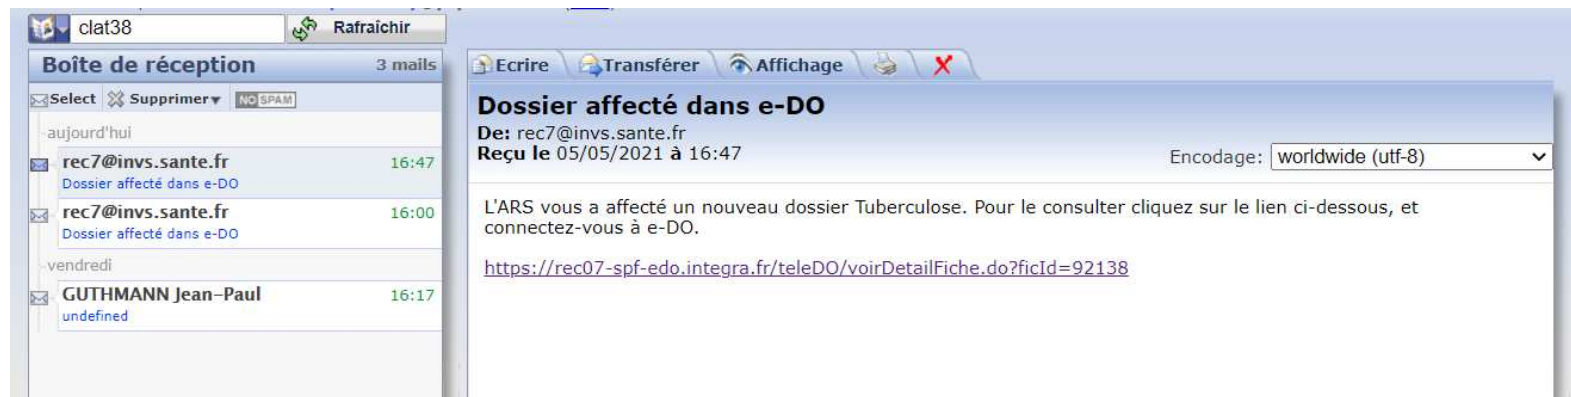 clat38
Rafraîchir
Boîte de réception
3 mails
Select
Supprimer
NO SPAM
aujourd'hui
rec7@invs.sante.fr 16:47
Dossier affecté dans e-DO
rec7@invs.sante.fr 16:00
Dossier affecté dans e-DO
vendredi
GUTHMANN Jean-Paul 16:17
undefined
Ecrire
Transférer
Affichage
Dossier affecté dans e-DO
De: rec7@invs.sante.fr
Reçu le 05/05/2021 à 16:47
Encodage: worldwide (utf-8)
L'ARS vous a affecté un nouveau dossier Tuberculose. Pour le consulter cliquez sur le lien ci-dessous, et
connectez-vous à e-DO.
https://rec07-spf-edo.integra.fr/teleDO/voirDetailFiche.do?ficId=92138